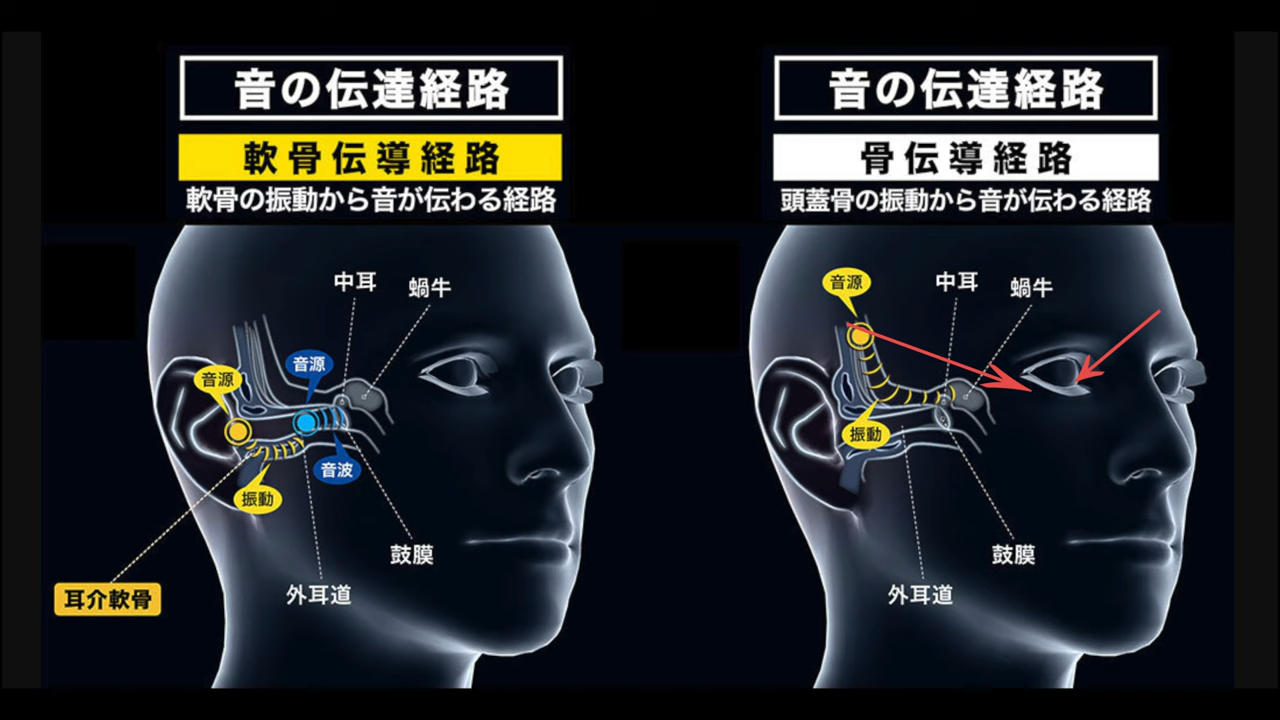 音の伝達経路
軟骨伝導経路
軟骨の振動から音が伝わる経路
中耳
蝸牛
音源
音源
音波
振動
鼓膜
外耳道
耳介軟骨
音の伝達経路
骨伝導経路
頭蓋骨の振動から音が伝わる経路
音源
中耳
蝸牛
振動
鼓膜
外耳道